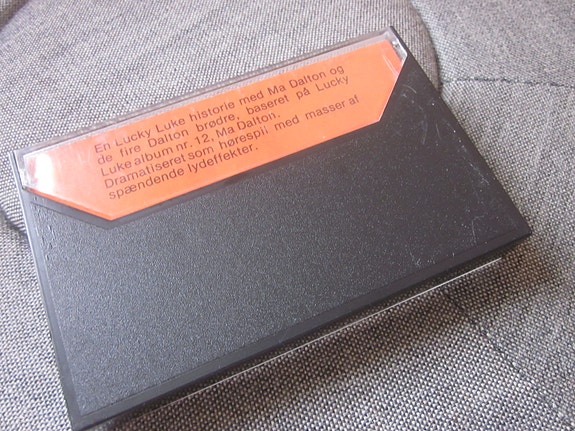 En Lucky Luke historie med Ma Dalton og
de fire Dalton brødre, baseret på Lucky
Luke album nr. 12, Ma Dalton.
Dramatiseret som hørespil med masser af
spændende lydeffekter.